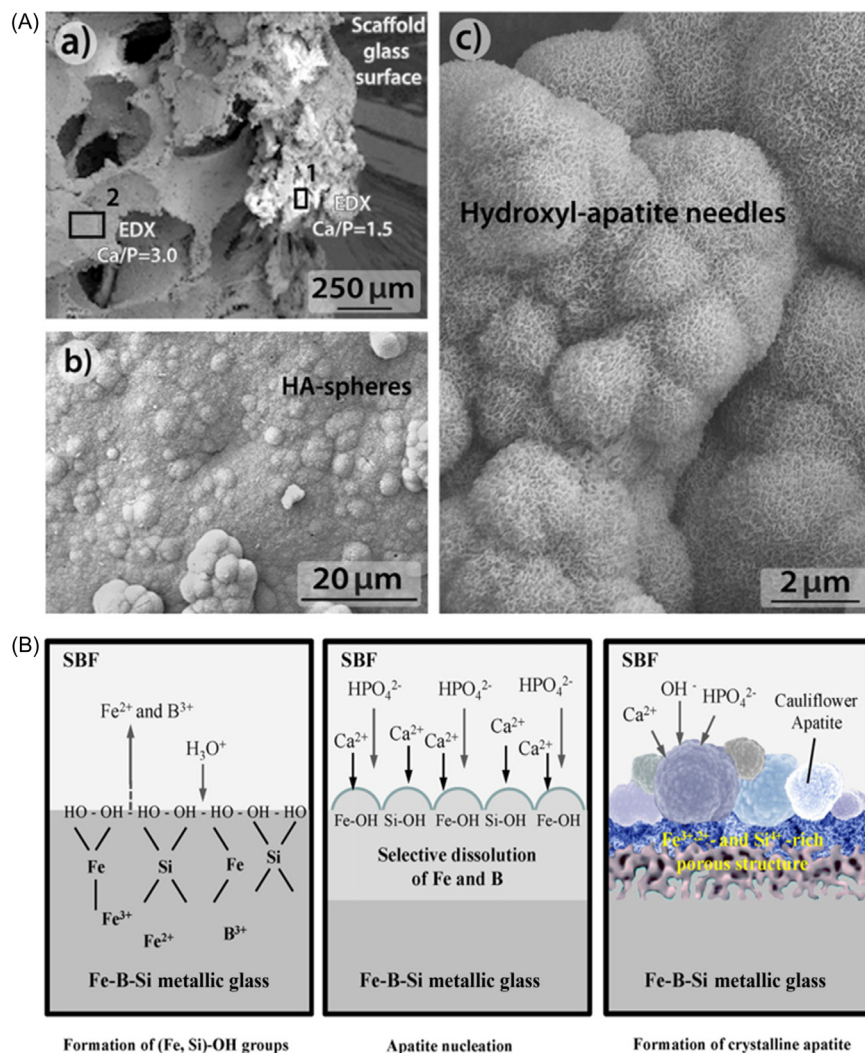 (A)
a)
Scaffold
glass
surface
1
EDX
Ca/P=1.5
2
EDX
Ca/P=3.0
250 µm
b)
HA-spheres
20 µm
c)
Hydroxyl-apatite needles
2 µm
(B)
SBF
Fe²⁺ and B³⁺
H₃O⁺
HO - OH - HO - OH - HO - OH - HO
Fe Si Fe Si
Fe³⁺
Fe²⁺
B³⁺
Fe-B-Si metallic glass
Formation of (Fe, Si)-OH groups
SBF
HPO₄²⁻ HPO₄²⁻ HPO₄²⁻
Ca²⁺ Ca²⁺ Ca²⁺ Ca²⁺ Ca²⁺
Fe-OH Si-OH Fe-OH Si-OH Fe-OH
Selective dissolution
of Fe and B
Fe-B-Si metallic glass
Apatite nucleation
SBF
OH⁻
Ca²⁺
HPO₄²⁻
Cauliflower
Apatite
Fe³⁺,²⁺- and Si⁴⁺-rich
porous structure
Fe-B-Si metallic glass
Formation of crystalline apatite